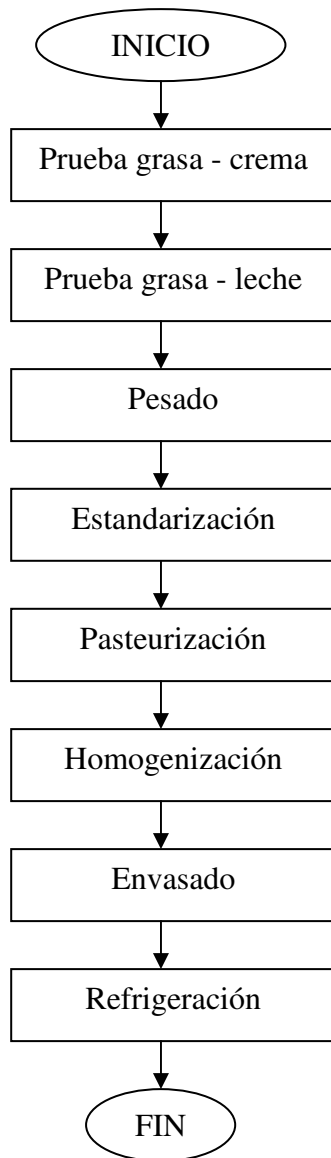 INICIO
Prueba grasa - crema
Prueba grasa - leche
Pesado
Estandarización
Pasteurización
Homogenización
Envasado
Refrigeración
FIN